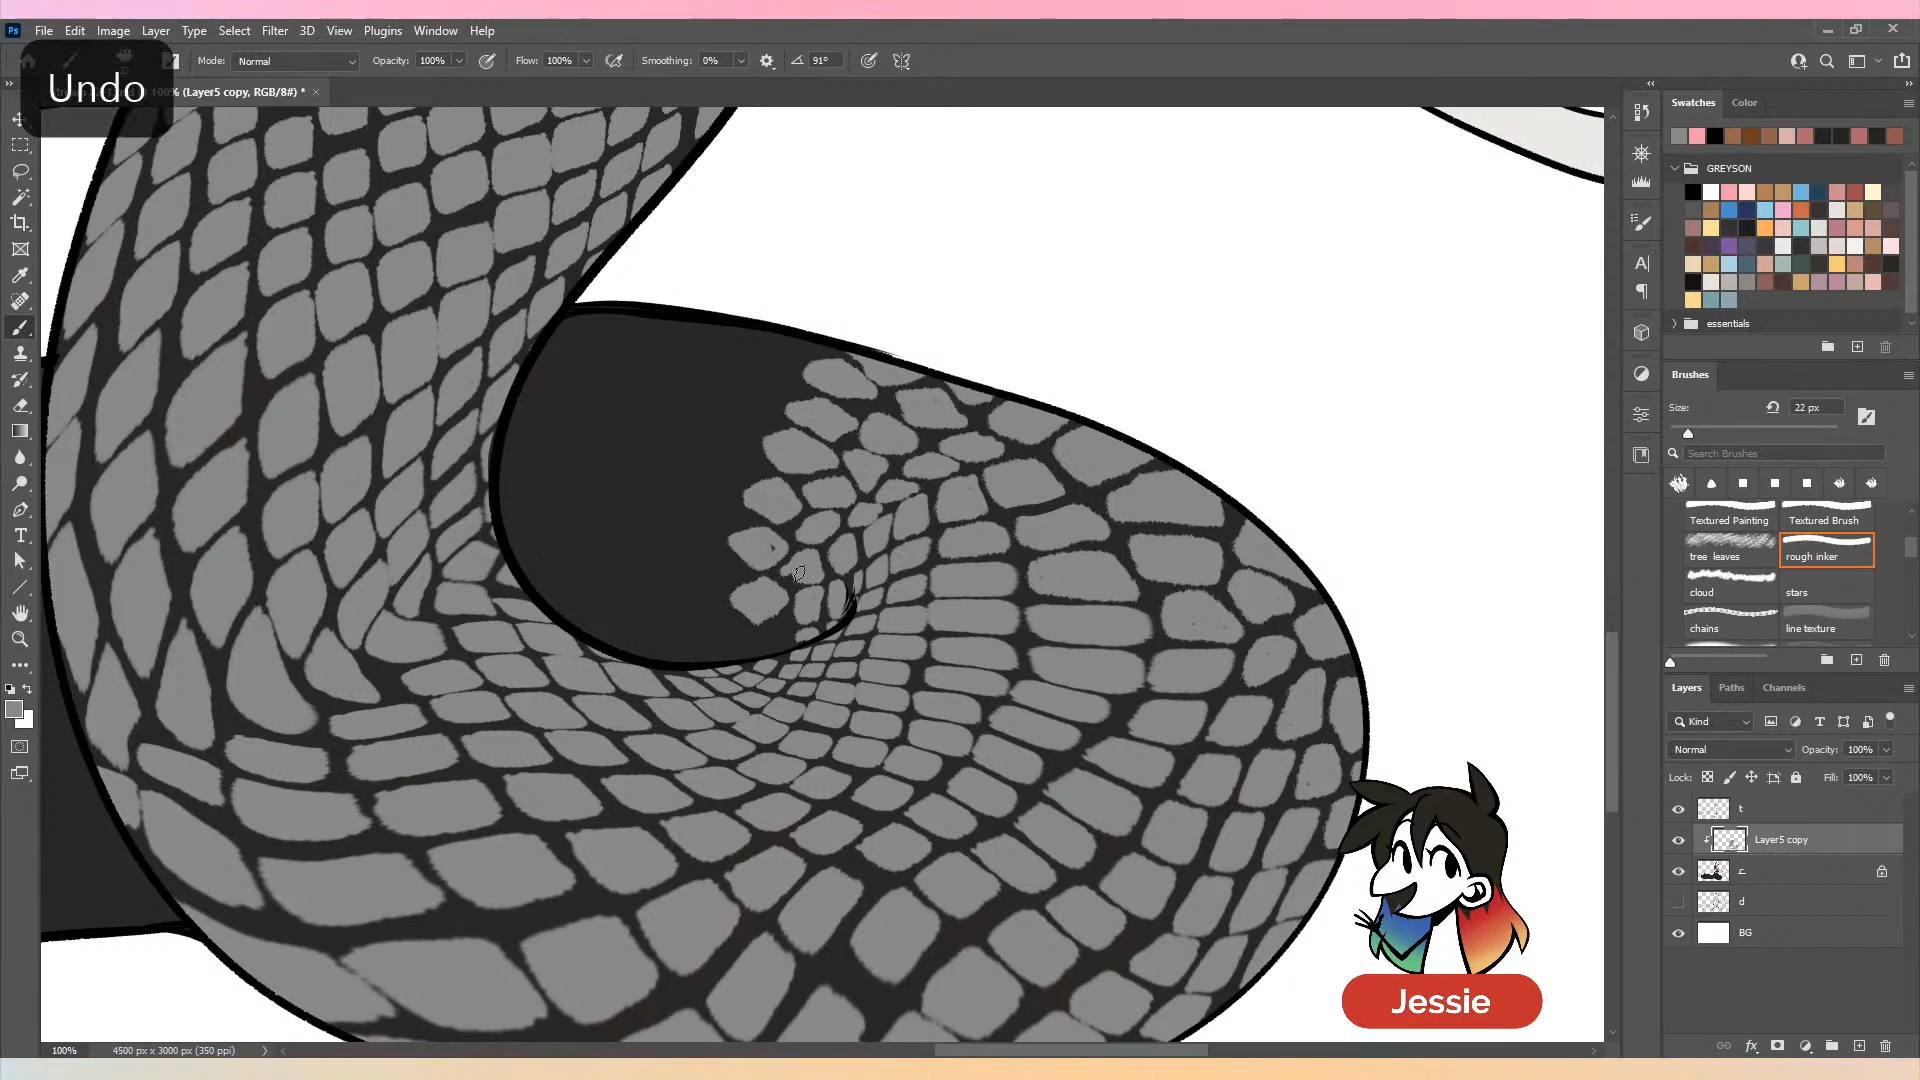 Ps File Edit Image Layer Type Select Filter 3D View Plugins Window Help
Undo
Mode: Normal Opacity: 100% Flow: 100% Smoothing: 0% 91°
100% (Layer5 copy, RGB/8#) * ×
Swatches Color
GREYSON
essentials
Brushes
Size: 22 px
Search Brushes
Textured Painting Textured Brush
tree leaves rough inker
cloud stars
chains line texture
Layers Paths Channels
Kind
Normal Opacity: 100%
Lock: Fill: 100%
t
Layer5 copy
d
BG
Jessie
100% 4500 px x 3000 px (350 ppi)